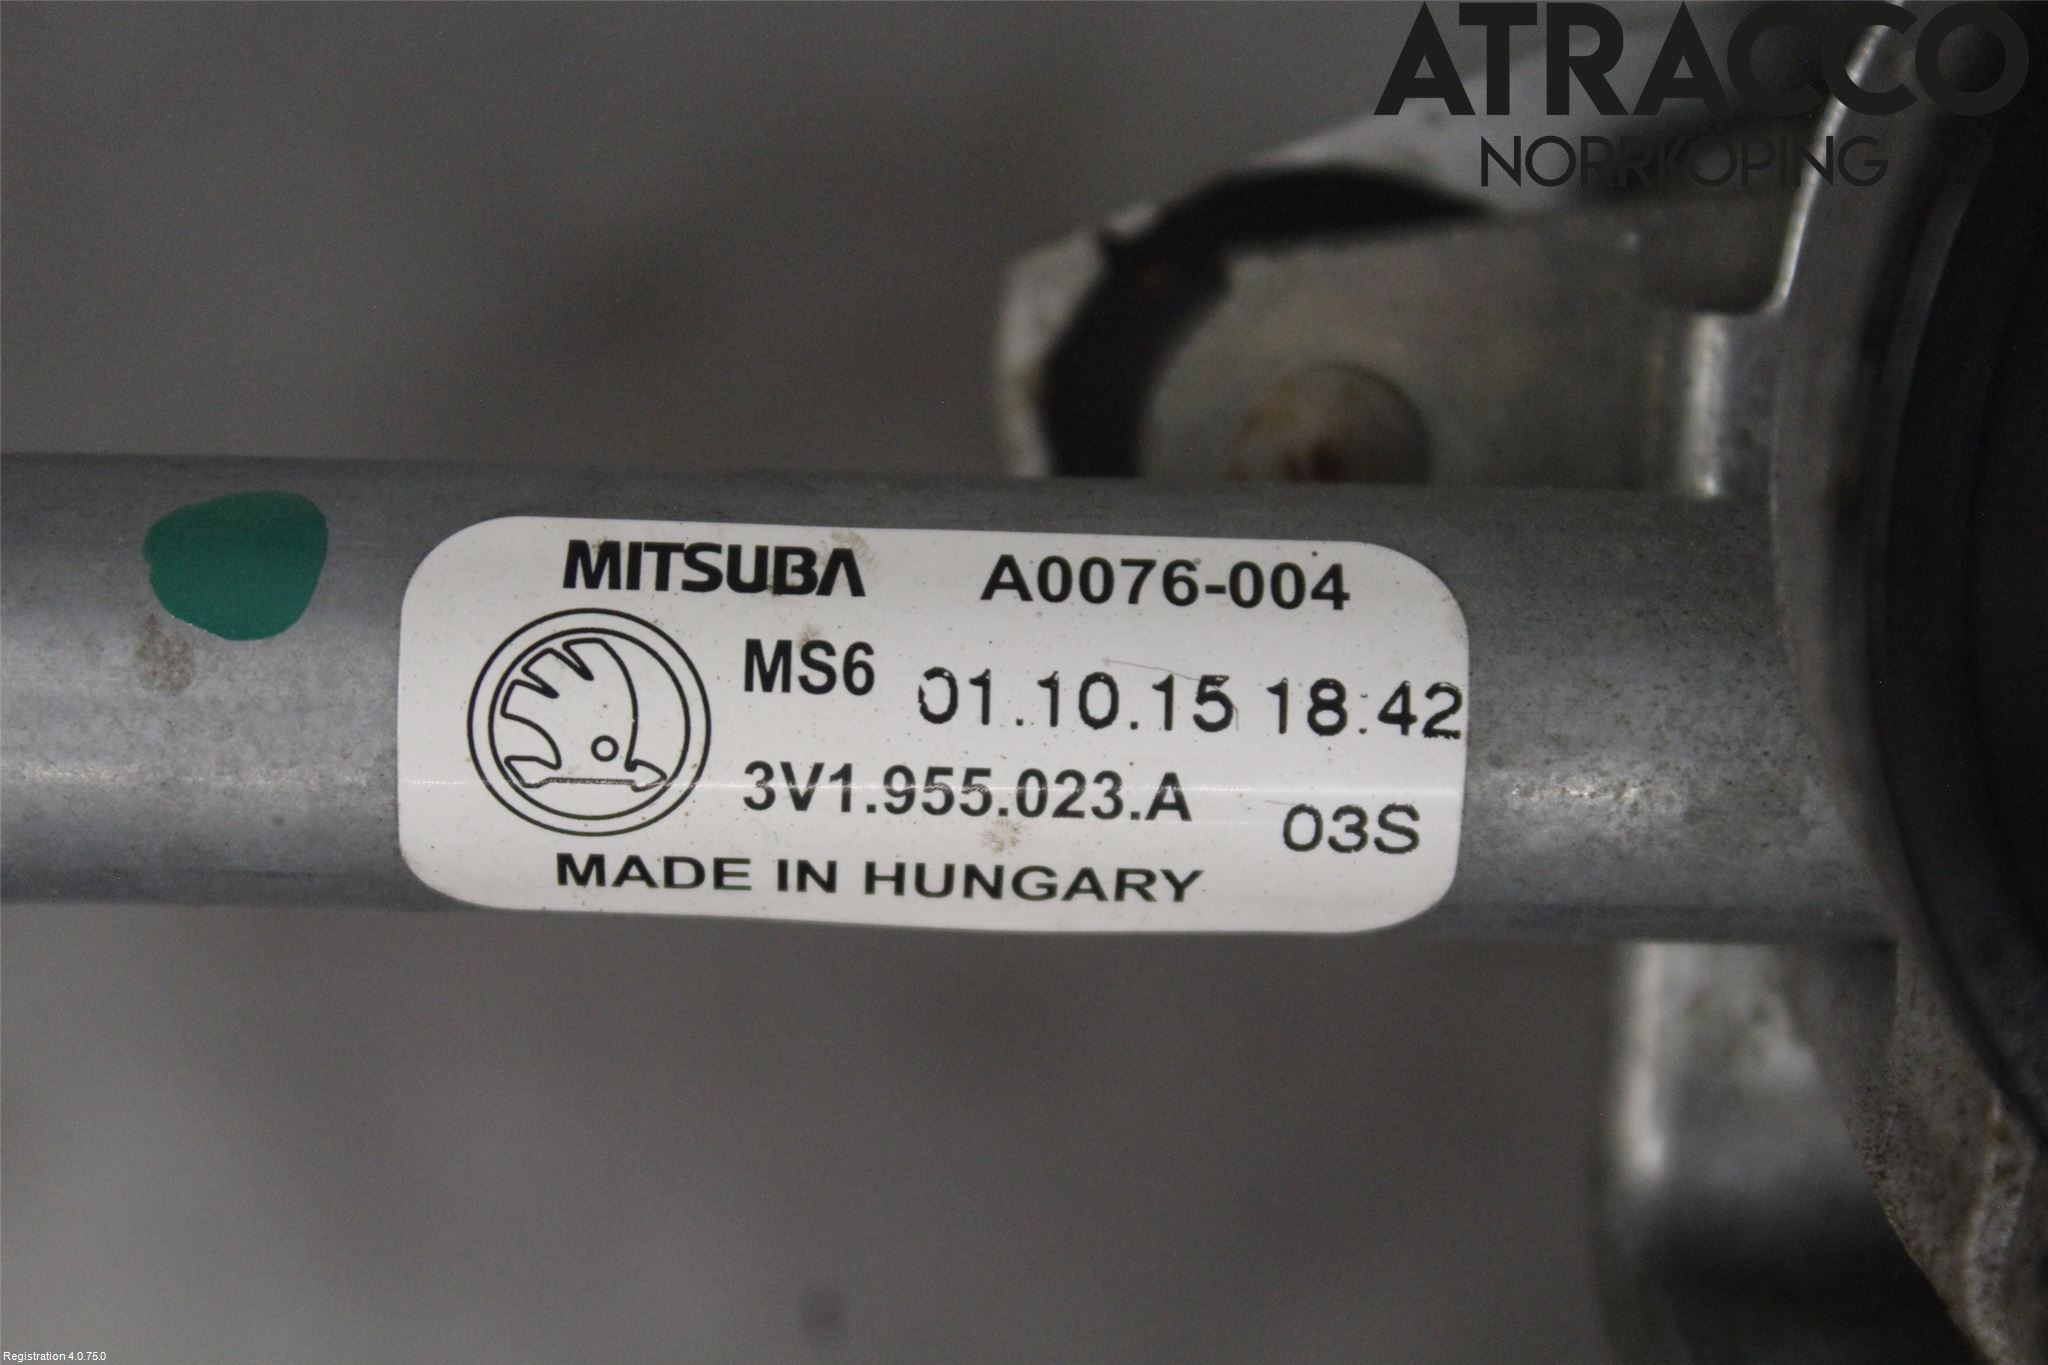 ATRACCO
NORRKÖPING
MITSUBA A0076-004
MS6 01.10.15 18:42
3V1.955.023.A 03S
MADE IN HUNGARY
Registration 4.0.75.0